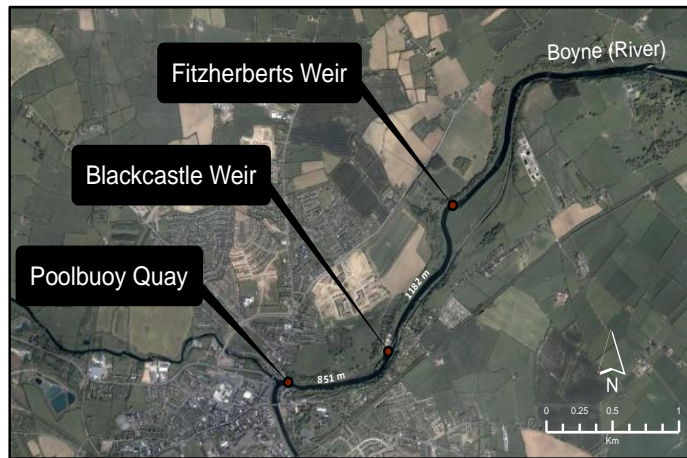 Boyne (River)
Fitzherberts Weir
Blackcastle Weir
Poolbuoy Quay
1182 m
851 m
N
0 0.25 0.5 1
Km